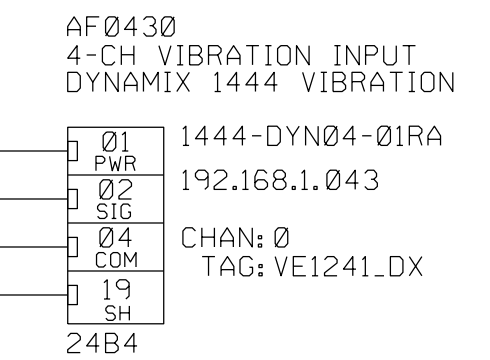 AF0430
4-CH VIBRATION INPUT
DYNAMIX 1444 VIBRATION
01
PWR
02
SIG
04
COM
19
SH
24B4
1444-DYN04-01RA
192.168.1.043
CHAN: 0
TAG: VE1241_DX